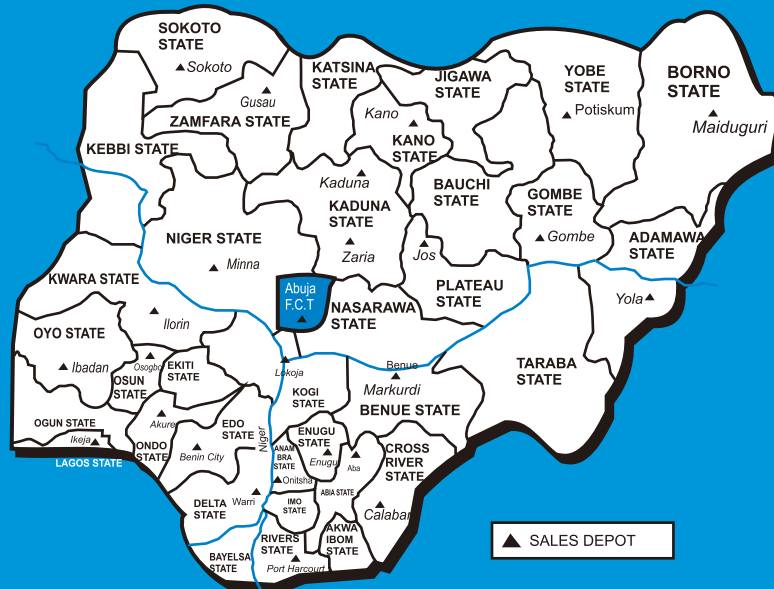 SOKOTO
STATE
Sokoto
KATSINA
STATE
JIGAWA
STATE
YOBE
STATE
BORNO
STATE
Gusau
ZAMFARA STATE
Kano
KANO
STATE
Potiskum
Maiduguri
KEBBI STATE
Kaduna
KADUNA
STATE
Zaria
BAUCHI
STATE
GOMBE
STATE
Gombe
ADAMAWA
STATE
NIGER STATE
Minna
Jos
KWARA STATE
Abuja
F.C.T
PLATEAU
STATE
Yola
NASARAWA
STATE
Ilorin
OYO STATE
Ibadan
Osogbo
OSUN
STATE
EKITI
STATE
Lokoja
Benue
Markurdi
TARABA
STATE
KOGI
STATE
BENUE STATE
OGUN STATE
Ikeja
LAGOS STATE
Akure
ONDO
STATE
EDO
STATE
Benin City
Niger
ENUGU
STATE
Enugu
ANAM
BRA
STATE
Onitsha
Aba
CROSS
RIVER
STATE
ABIA STATE
Calabar
DELTA
STATE
Warri
IMO
STATE
AKWA
IBOM
STATE
RIVERS
STATE
Port Harcourt
BAYELSA
STATE
SALES DEPOT